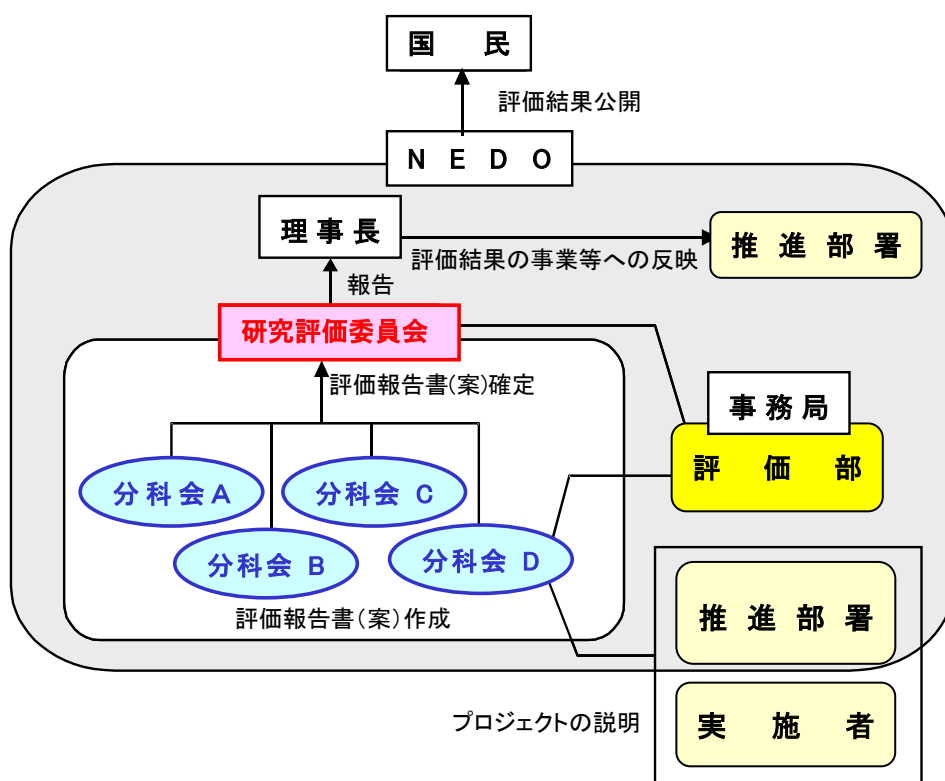 国 民
評価結果公開
N E D O
理 事 長
評価結果の事業等への反映
推 進 部 署
報告
研究評価委員会
評価報告書(案)確定
事 務 局
評 価 部
分科会A
分科会 C
分科会 B
分科会 D
評価報告書(案)作成
推 進 部 署
プロジェクトの説明
実 施 者